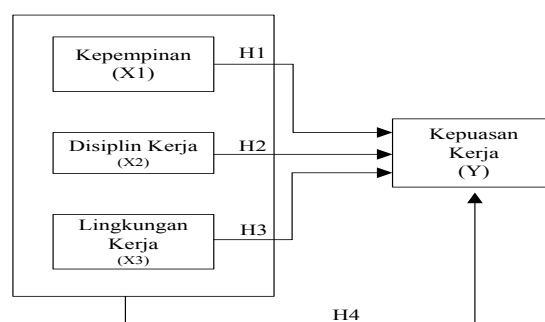 Kepempinan
(X1)
H1
Disiplin Kerja
(X2)
H2
Kepuasan
Kerja
(Y)
Lingkungan
Kerja
(X3)
H3
H4